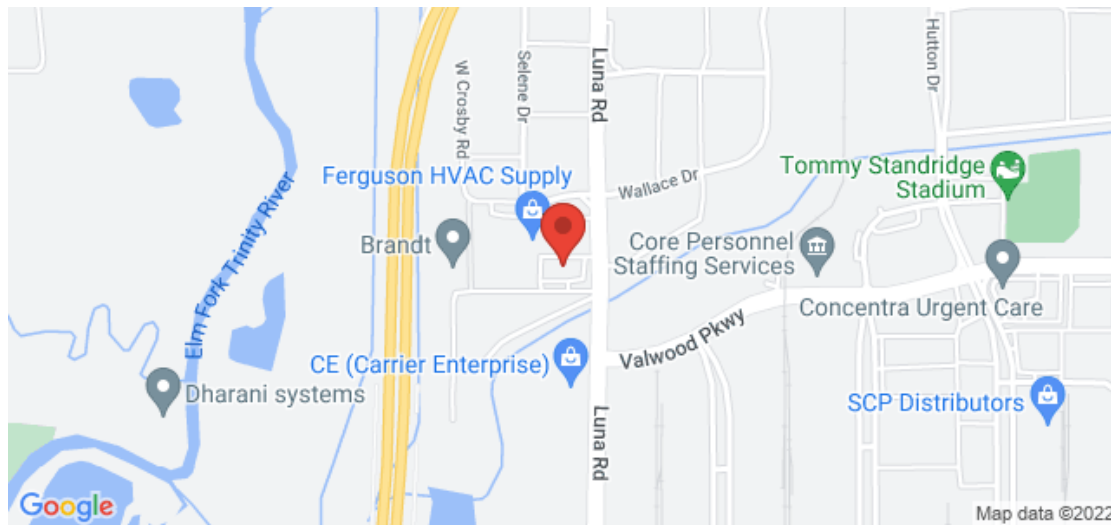 Hutton Dr
Luna Rd
Selene Dr
W Crosby Rd
Tommy Standridge
Stadium
Ferguson HVAC Supply
Wallace Dr
Elm Fork Trinity River
Brandt
Core Personnel
Staffing Services
Concentra Urgent Care
Valwood Pkwy
CE (Carrier Enterprise)
Dharani systems
SCP Distributors
Luna Rd
Google
Map data ©2022